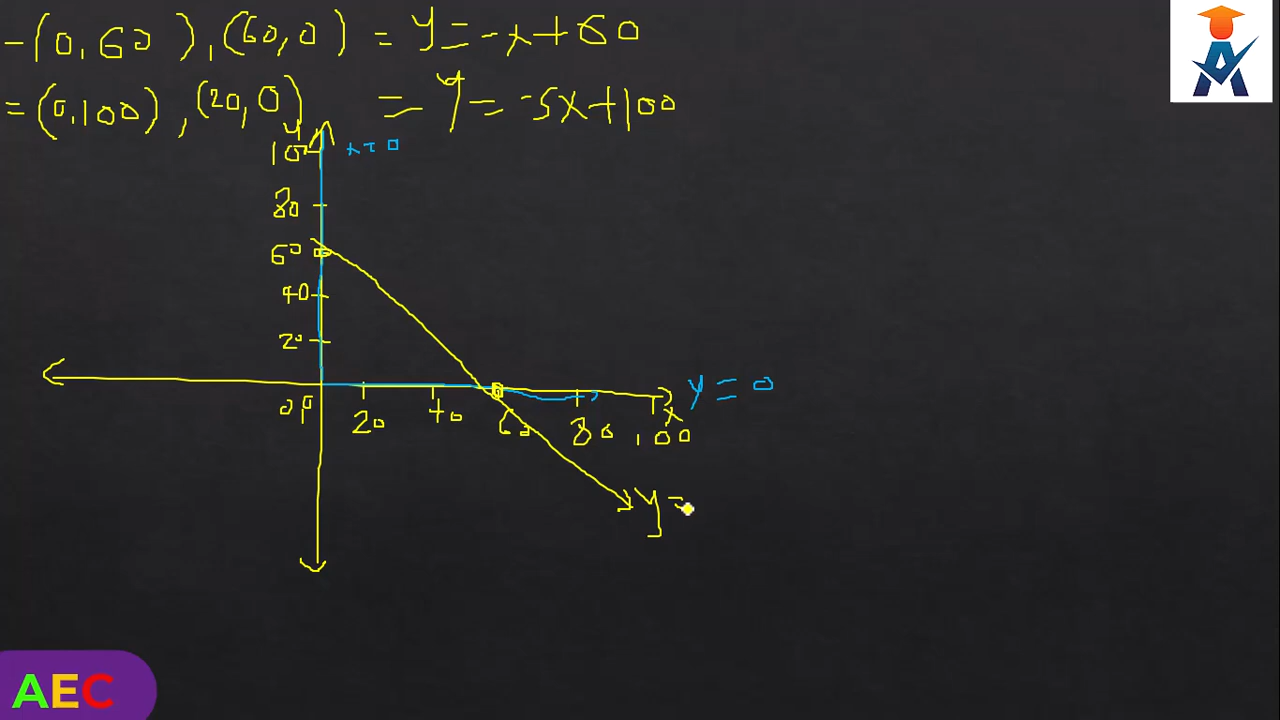 -(0,60), (60,0) = y=-x+60
=(0,100), (20,0) = y=-5x+100
y
100
x=0
80
60
40
20
y=0
0
20
40
60
80
100
x
y=
AEC